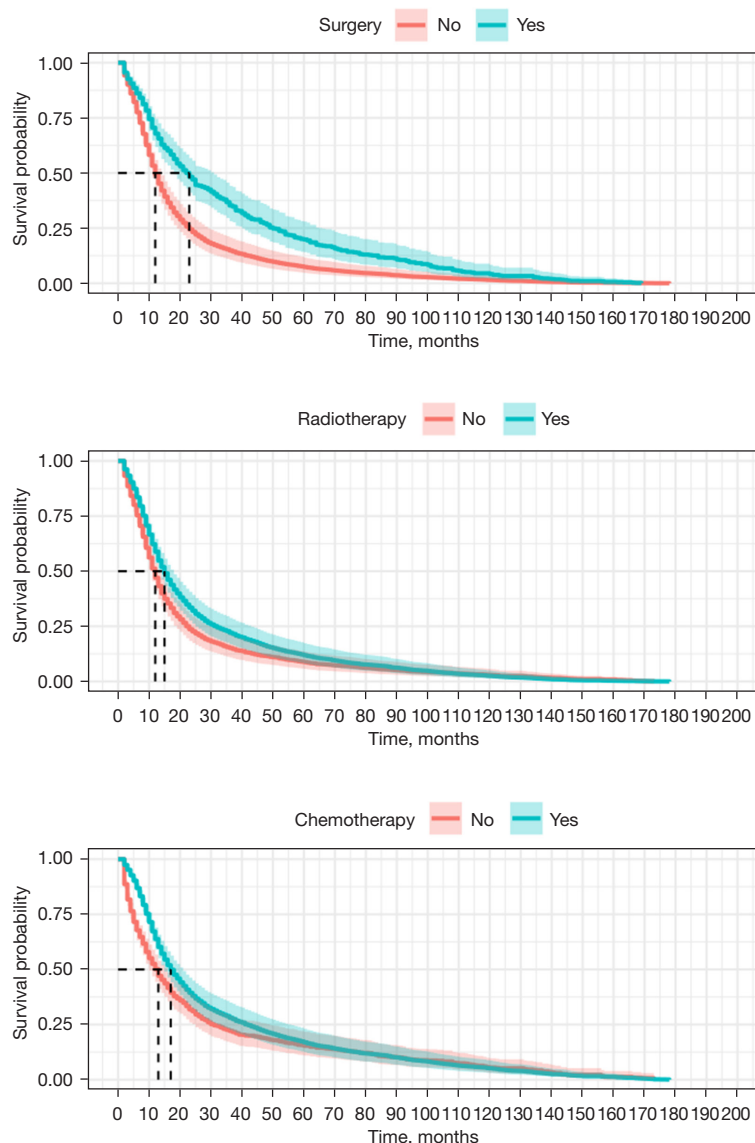 Surgery No Yes
1.00
0.75
0.50
0.25
0.00
Survival probability
0 10 20 30 40 50 60 70 80 90 100 110 120 130 140 150 160 170 180 190 200
Time, months
Radiotherapy No Yes
1.00
0.75
0.50
0.25
0.00
Survival probability
0 10 20 30 40 50 60 70 80 90 100 110 120 130 140 150 160 170 180 190 200
Time, months
Chemotherapy No Yes
1.00
0.75
0.50
0.25
0.00
Survival probability
0 10 20 30 40 50 60 70 80 90 100 110 120 130 140 150 160 170 180 190 200
Time, months